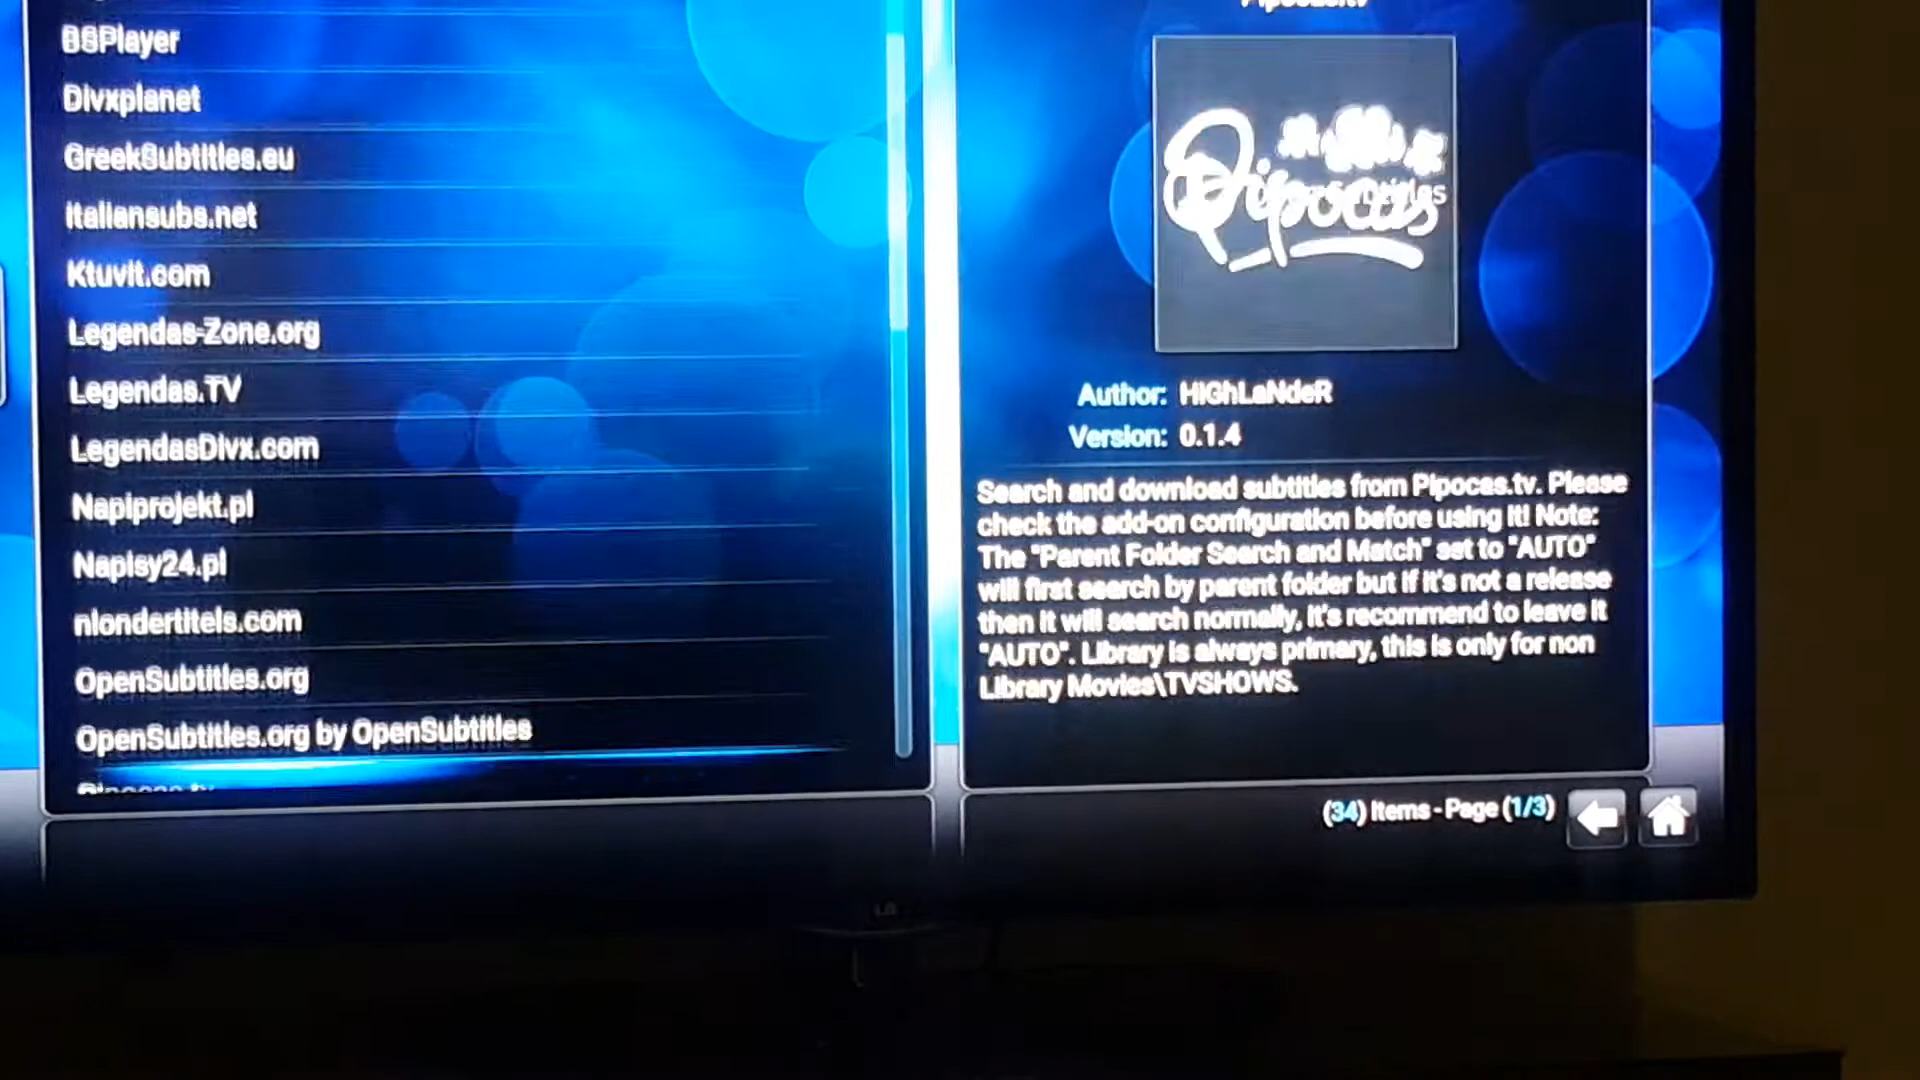 BSPlayer
Divxplanet
GreekSubtitles.eu
Italiansubs.net
Ktuvit.com
Legendas-Zone.org
Legendas.TV
LegendasDivx.com
Napiprojekt.pl
Napisy24.pl
nlondertitels.com
OpenSubtitles.org
OpenSubtitles.org by OpenSubtitles
Pipocas.tv
Pipocas.tv
Pipocas
Author: HiGhLaNdeR
Version: 0.1.4
Search and download subtitles from Pipocas.tv. Please
check the add-on configuration before using it! Note:
The "Parent Folder Search and Match" set to "AUTO"
will first search by parent folder but if it's not a release
then it will search normally, it's recommend to leave it
"AUTO". Library is always primary, this is only for non
Library Movies\TVSHOWS.
(34) Items - Page (1/3)
LG